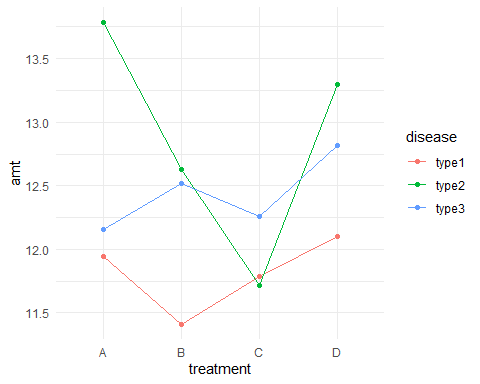 amt
13.5
13.0
12.5
12.0
11.5
A B C D
treatment
disease
type1
type2
type3